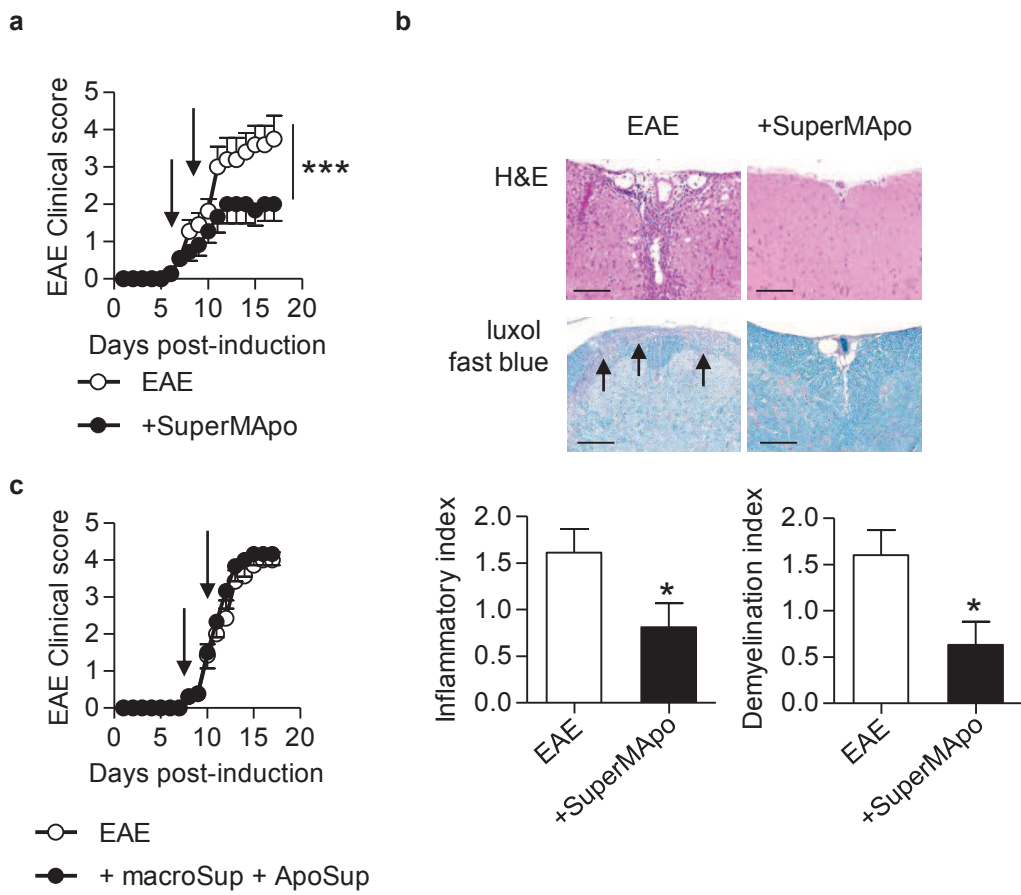 a
EAE Clinical score
5
4
3
2
1
0
***
0 5 10 15 20
Days post-induction
EAE
+SuperMApo
b
EAE +SuperMApo
H&E
luxol
fast blue
Inflammatory index
2.0
1.5
1.0
0.5
0.0
*
EAE
+SuperMApo
Demyelination index
2.0
1.5
1.0
0.5
0.0
*
EAE
+SuperMApo
c
EAE Clinical score
5
4
3
2
1
0
0 5 10 15 20
Days post-induction
EAE
+ macroSup + ApoSup